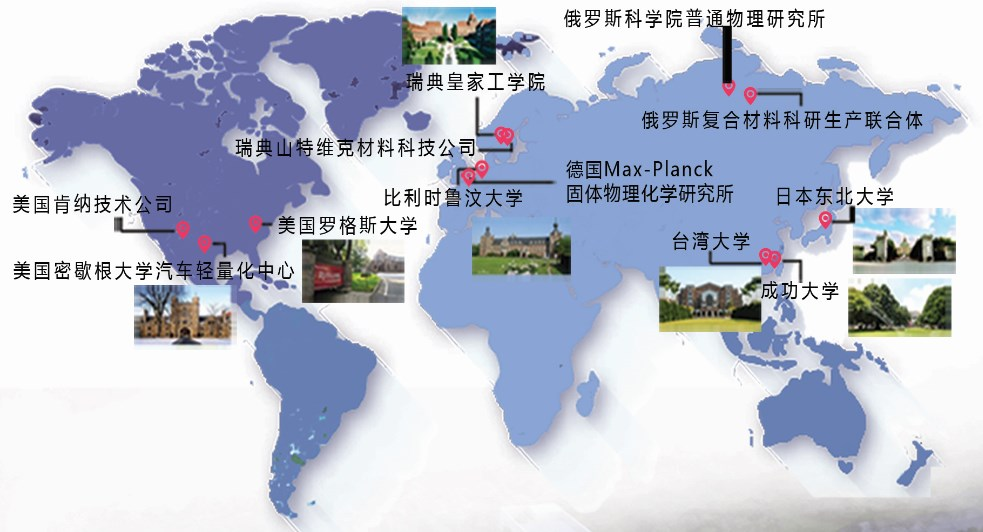 俄罗斯科学院普通物理研究所
瑞典皇家工学院
俄罗斯复合材料科研生产联合体
瑞典山特维克材料科技公司
德国Max-Planck
固体物理化学研究所
比利时鲁汶大学
日本东北大学
美国肯纳技术公司
美国罗格斯大学
台湾大学
美国密歇根大学汽车轻量化中心
成功大学